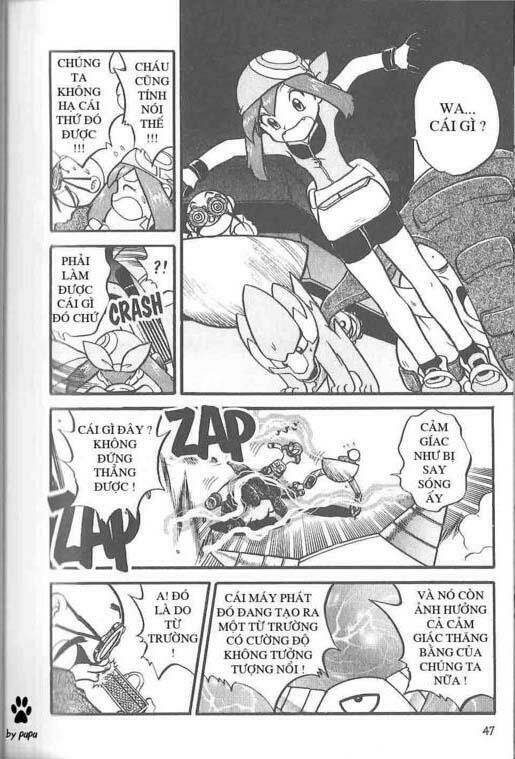 WA...
CÁI GÌ ?
CHÁU
CŨNG
TÍNH
NÓI
THẾ
!!!
CHÚNG
TA
KHÔNG
HẠ CÁI
THỨ ĐÓ
ĐƯỢC
!!!
?!
CRASH
PHẢI
LÀM
ĐƯỢC
CÁI GÌ
ĐÓ CHỨ
CẢM
GÍAC
NHƯ BỊ
SAY
SÓNG
ẤY
ZAP
CÁI GÌ ĐÂY ?
KHÔNG
ĐỨNG
THẲNG
ĐƯỢC !
ZAP
VÀ NÓ CÒN
ẢNH HƯỞNG
CẢ CẢM
GIÁC THĂNG
BẰNG CỦA
CHÚNG TA
NỮA !
CÁI MÁY PHÁT
ĐÓ ĐANG TẠO RA
MỘT TỪ TRƯỜNG
CÓ CƯỜNG ĐỘ
KHÔNG TƯỞNG
TƯỢNG NỔI !
A! ĐÓ
LÀ DO
TỪ
TRƯỜNG !
by pupu
47